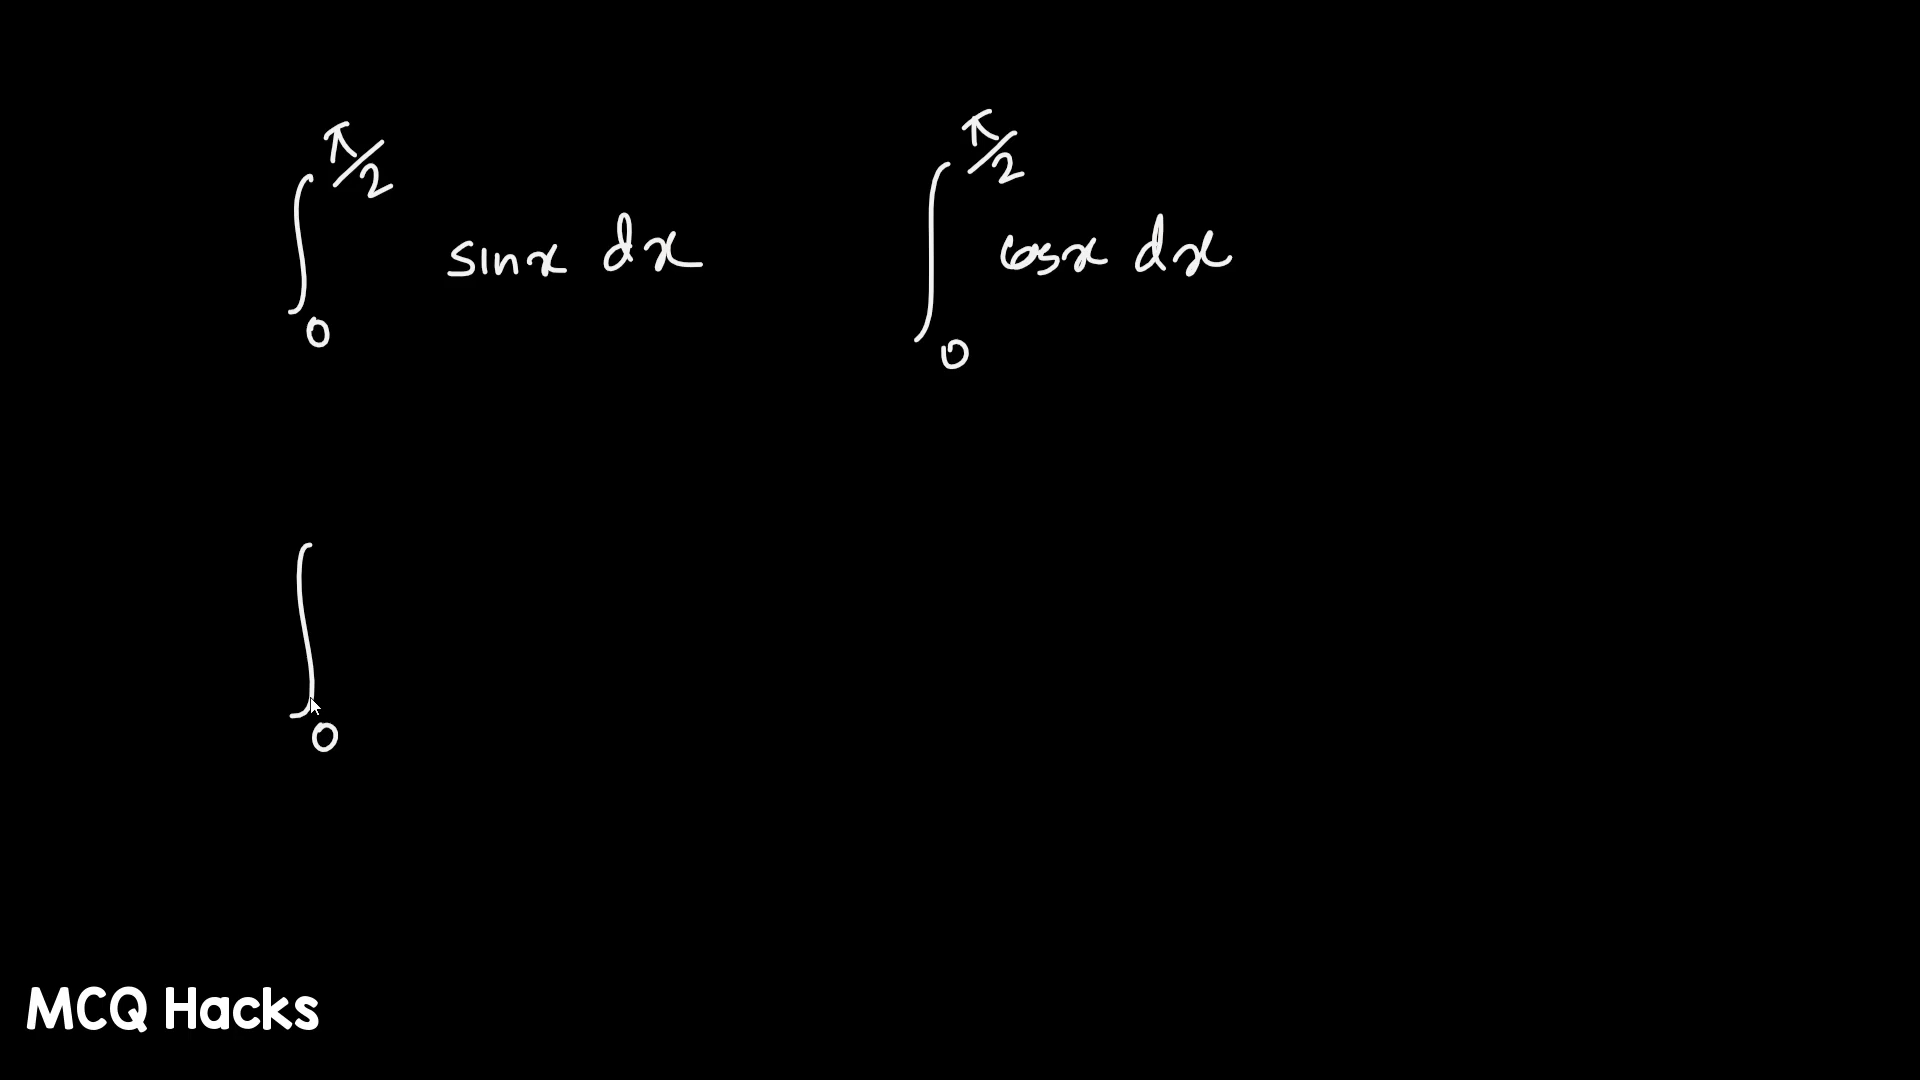 ∫₀^{π/2} sinx dx   ∫₀^{π/2} cosx dx
∫₀
MCQ Hacks